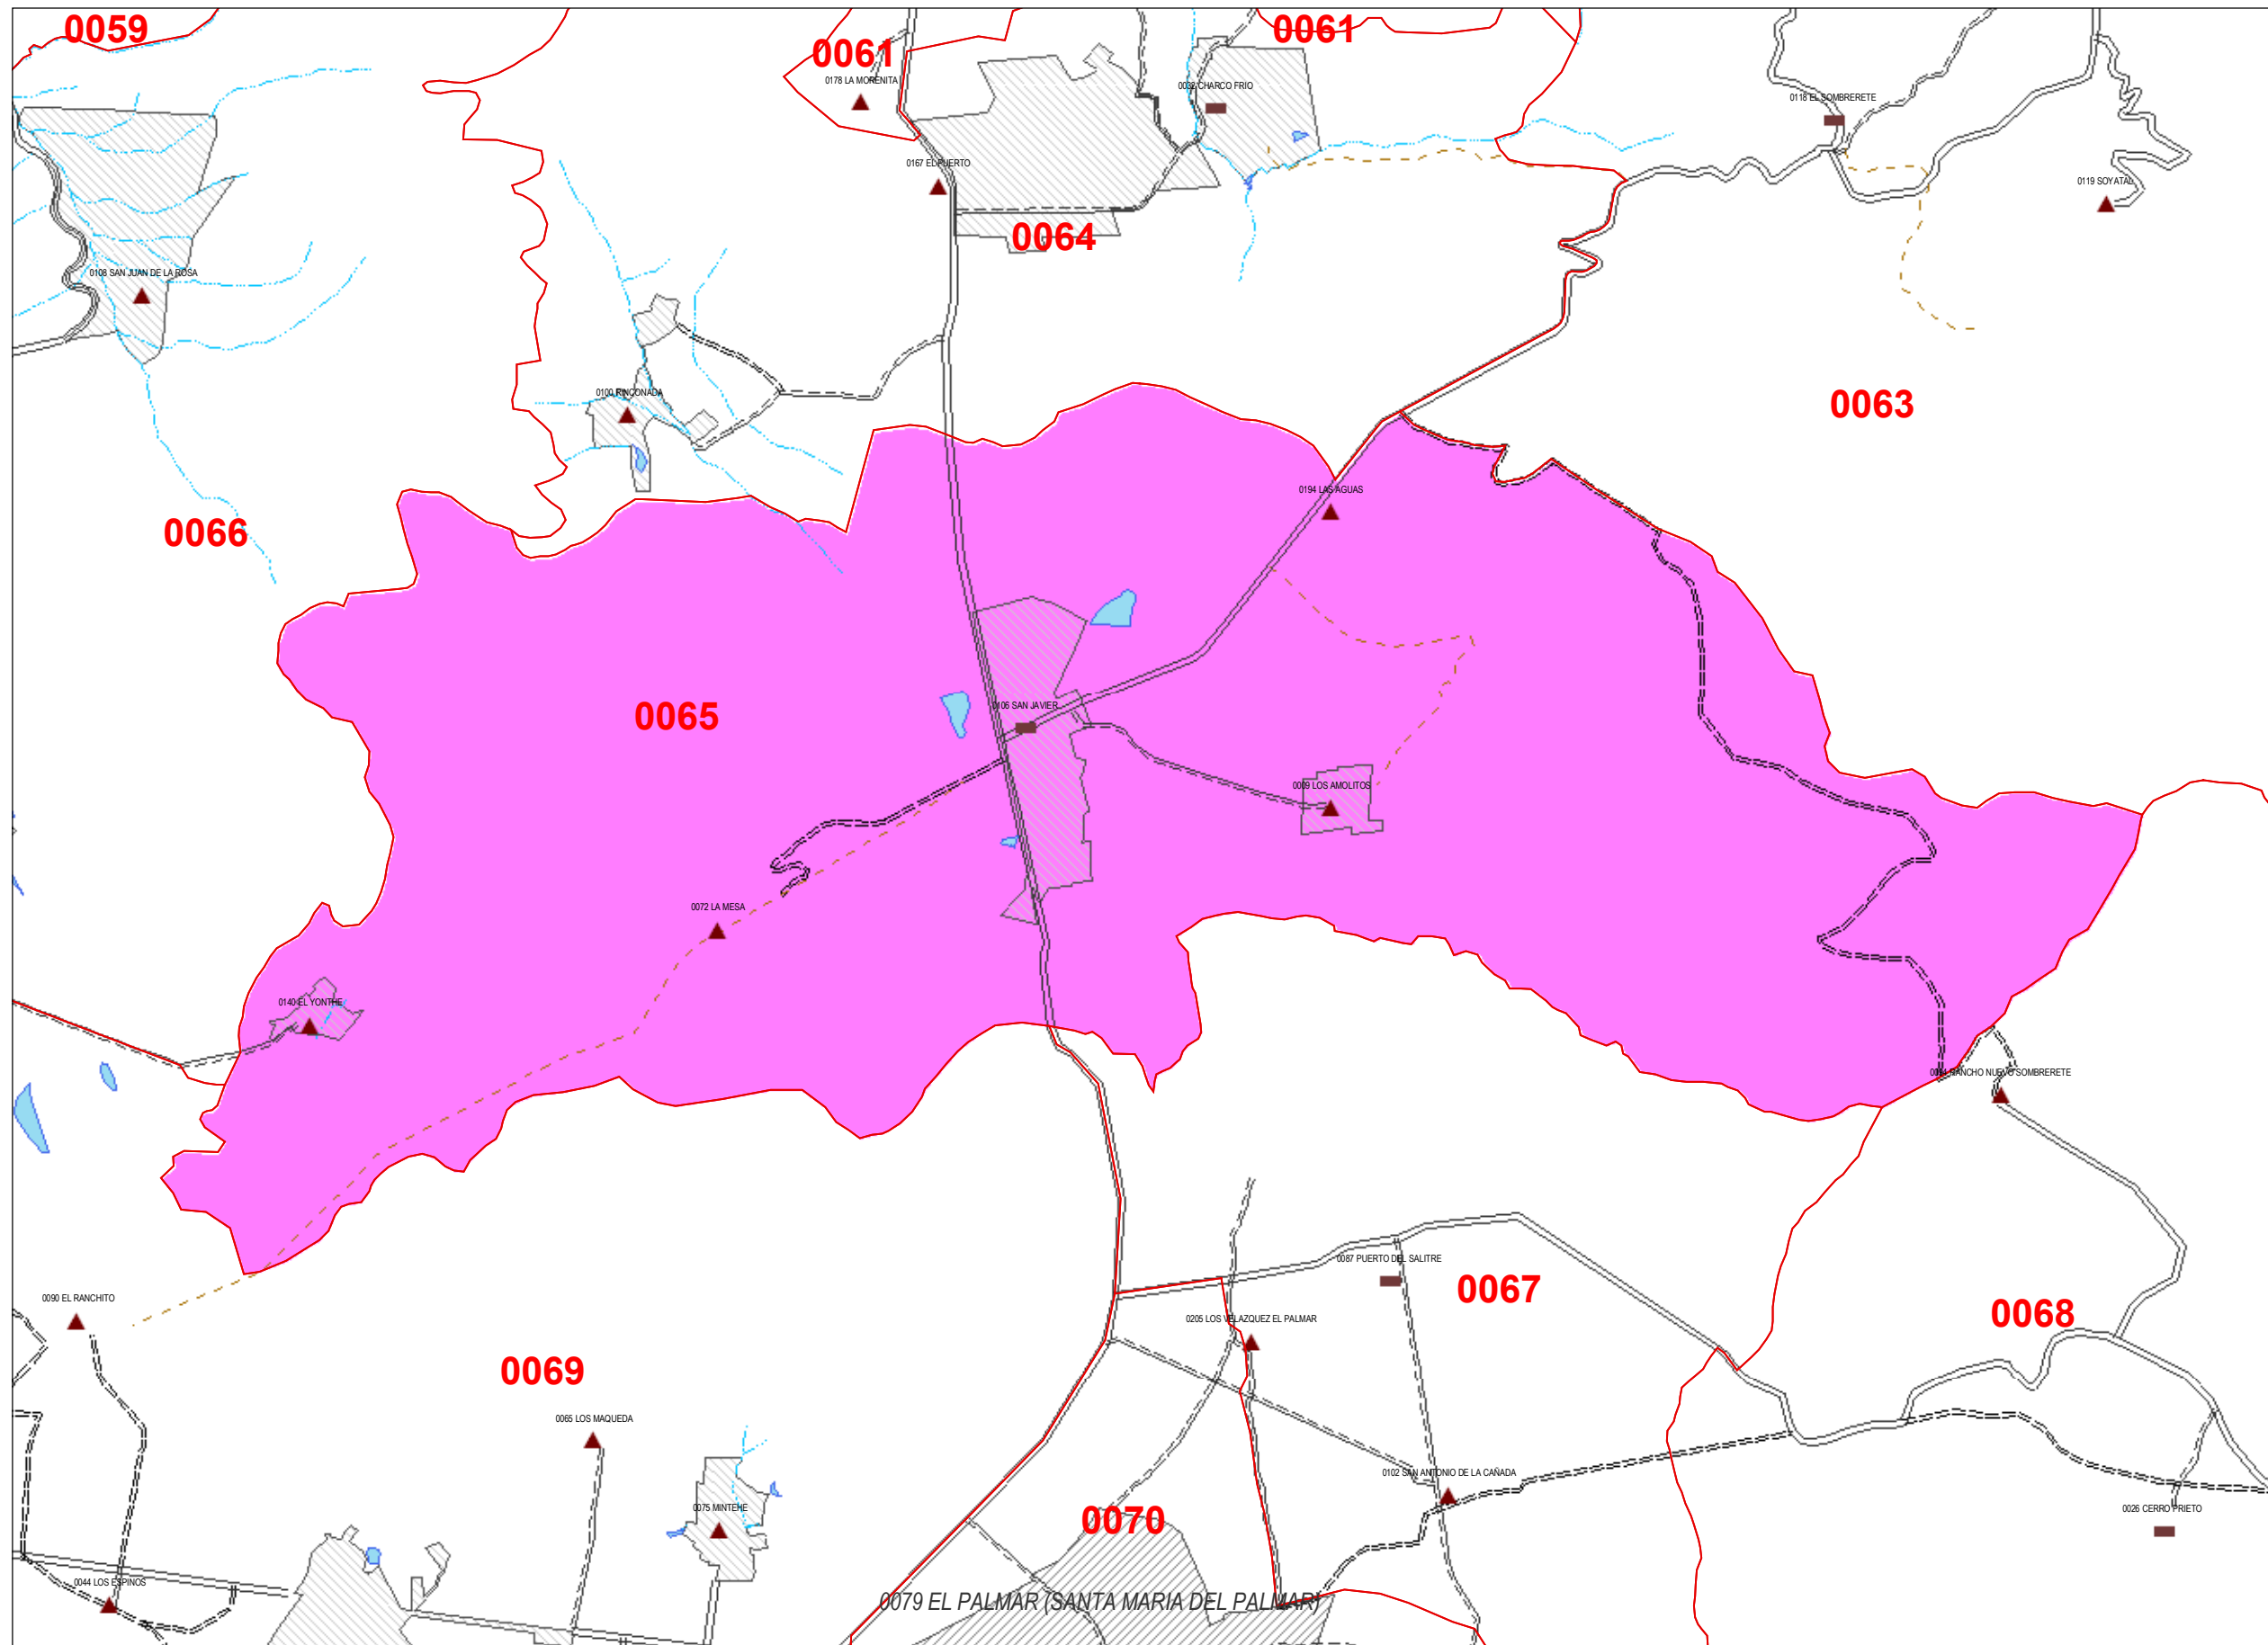 0059
0061
0061
0178 LA MORENITA
0032 CHARCO FRIO
0118 EL SOMBRERETE
0167 EL PUERTO
0119 SOYATAL
0064
0108 SAN JUAN DE LA ROSA
0100 RINCONADA
0063
0194 LAS AGUAS
0066
0065
0106 SAN JAVIER
0009 LOS AMOLITOS
0072 LA MESA
0140 EL YONTHE
RANCHO NUEVO SOMBRERETE
0087 PUERTO DEL SALITRE
0067
0090 EL RANCHITO
0205 LOS VELAZQUEZ EL PALMAR
0068
0069
0065 LOS MAQUEDA
0102 SAN ANTONIO DE LA CAÑADA
0075 MINTEHE
0070
0026 CERRO PRIETO
0044 LOS ESPINOS
0079 EL PALMAR (SANTA MARIA DEL PALMAR)